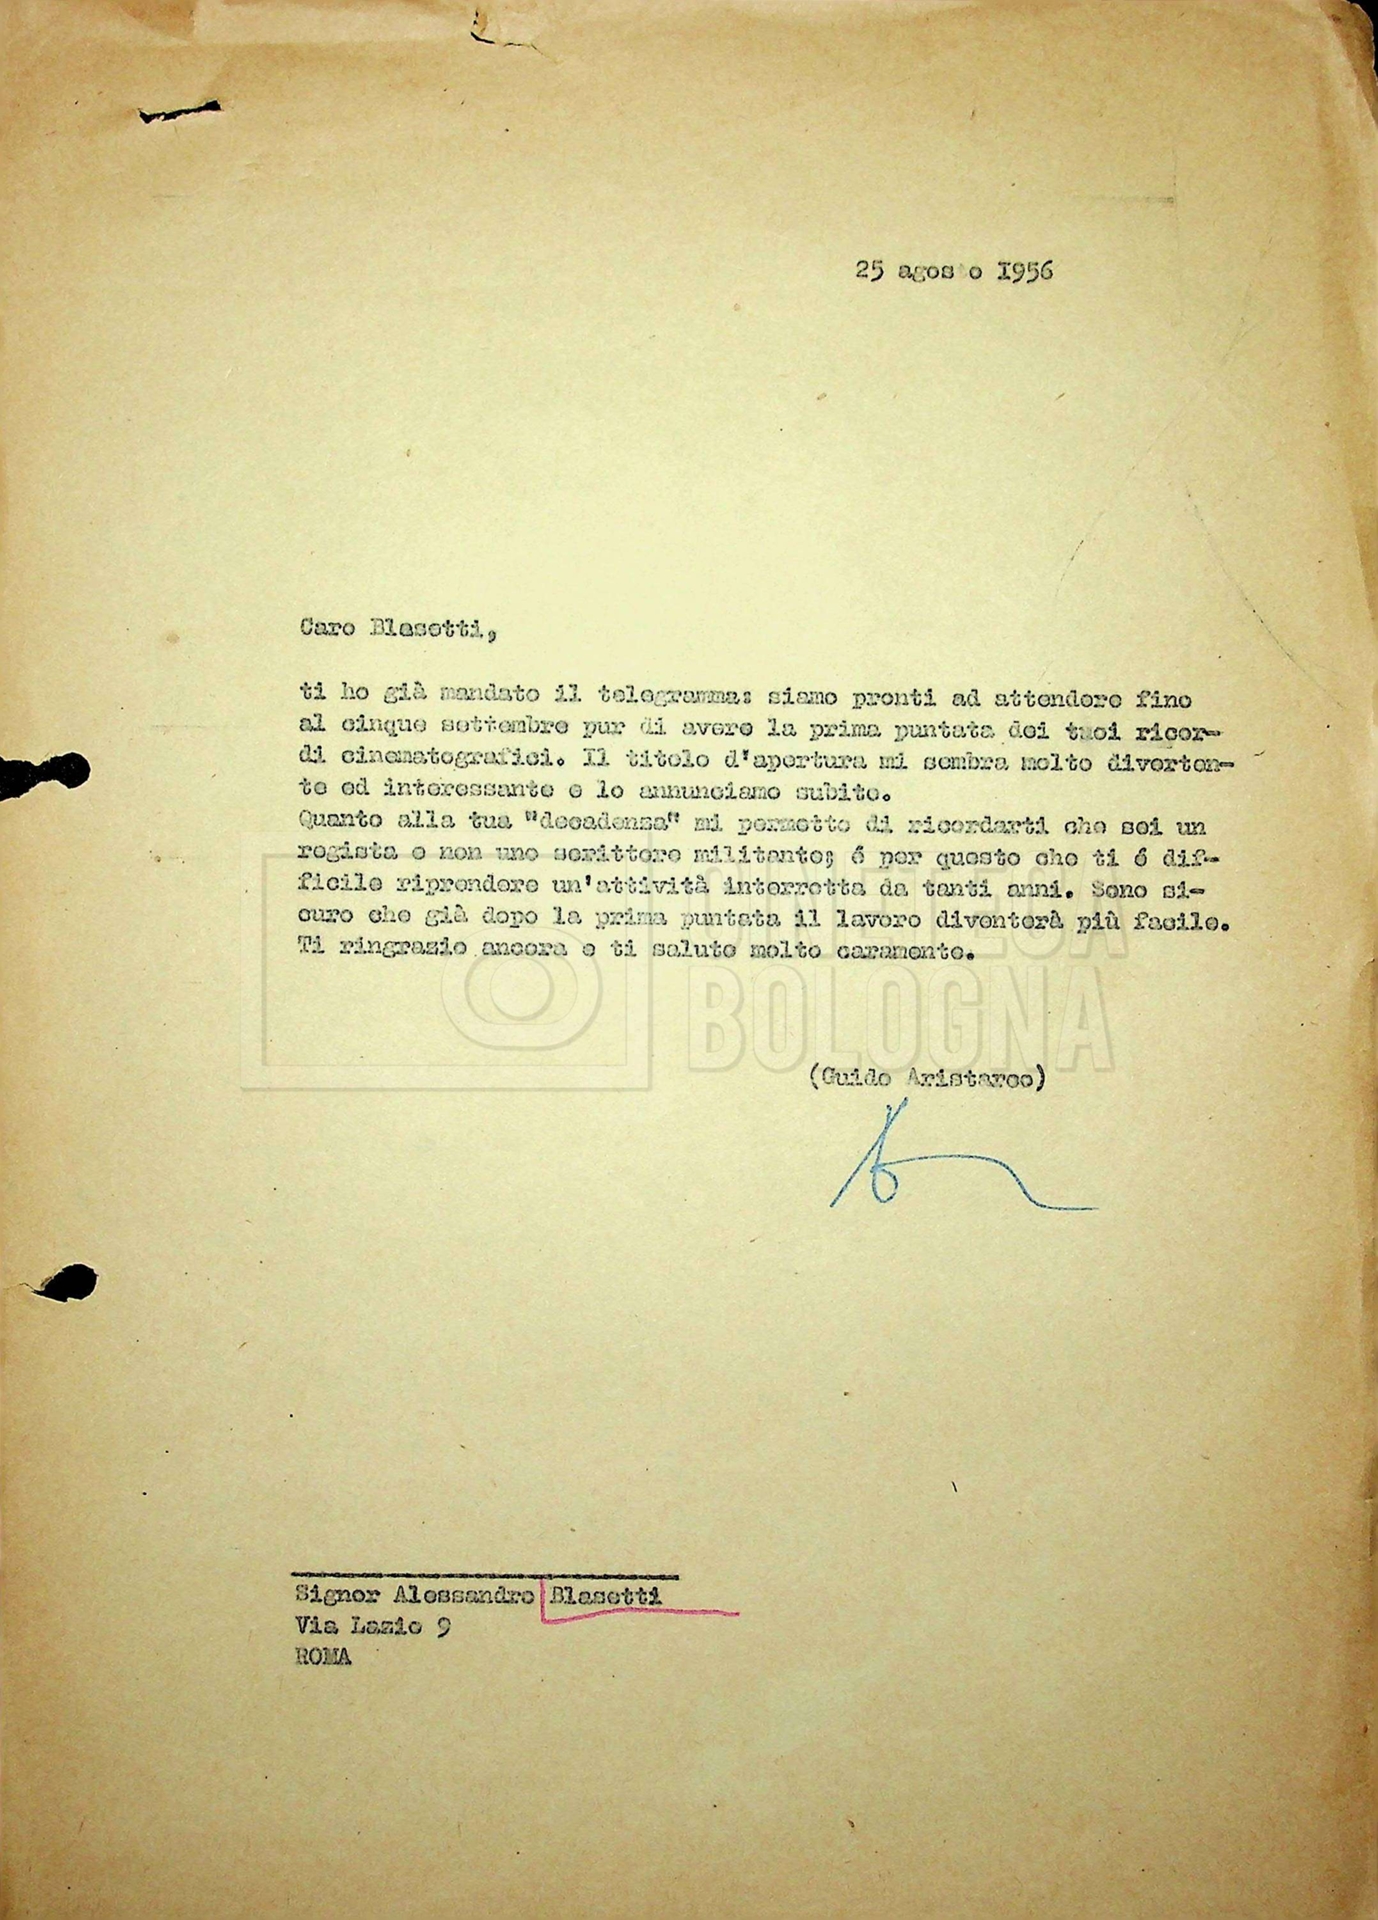 25 agosto 1956
Caro Blasetti,
ti ho già mandato il telegramma: siamo pronti ad attendere fino
al cinque settembre pur di avere la prima puntata dei tuoi ricor-
di cinematografici. Il titolo d'apertura mi sembra molto diverten-
te ed interessante e lo annunciamo subito.
Quanto alla tua "decadenza" mi permetto di ricordarti che sei un
regista e non uno scrittore militante; é per questo che ti é dif-
ficile riprendere un'attività interrotta da tanti anni. Sono si-
curo che già dopo la prima puntata il lavoro diventerà più facile.
Ti ringrazio ancora e ti saluto molto caramente.
BOLOGNA
(Guido Aristarco)
Signor Alessandro Blasetti
Via Lazio 9
ROMA